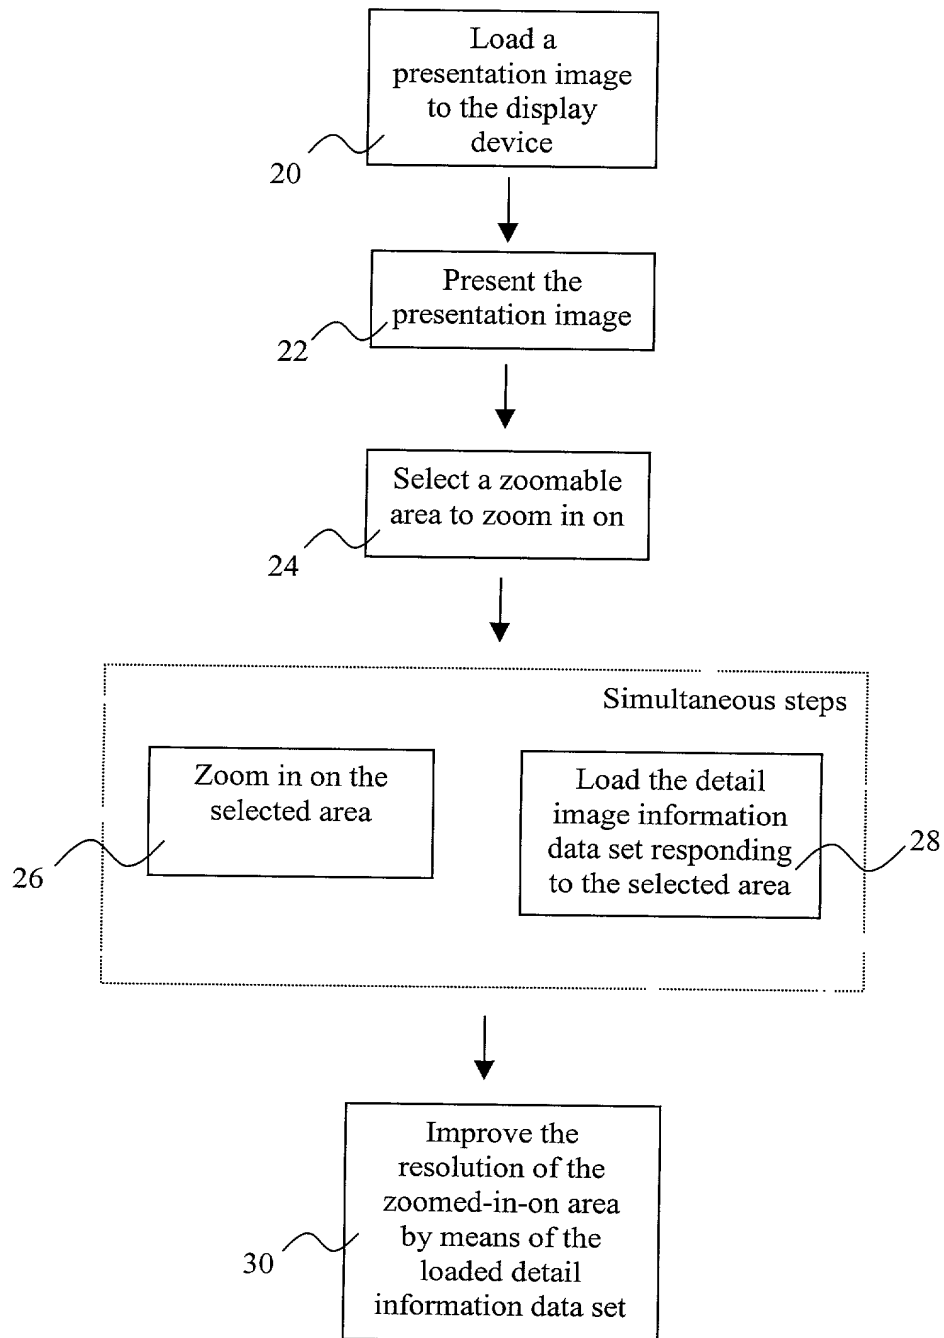 Load a
presentation image
to the display
device
20
Present the
presentation image
22
Select a zoomable
area to zoom in on
24
Simultaneous steps
Zoom in on the
selected area
26
Load the detail
image information
data set responding
to the selected area
28
Improve the
resolution of the
zoomed-in-on area
by means of the
loaded detail
information data set
30